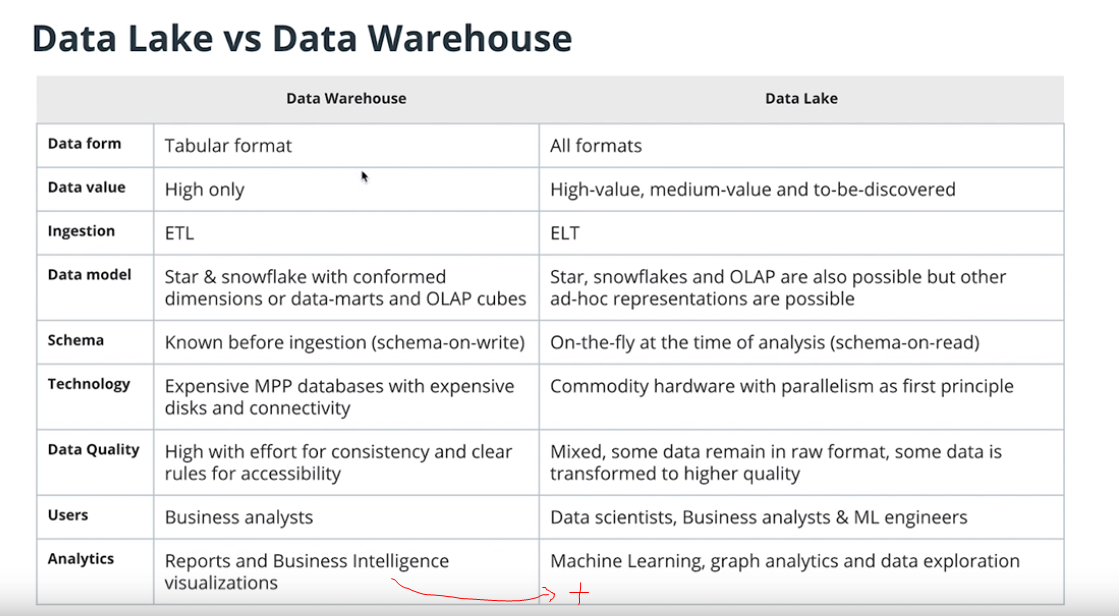 Data Lake vs Data Warehouse
Data Warehouse Data Lake
Data form Tabular format All formats
Data value High only High-value, medium-value and to-be-discovered
Ingestion ETL ELT
Data model Star & snowflake with conformed Star, snowflakes and OLAP are also possible but other
dimensions or data-marts and OLAP cubes ad-hoc representations are possible
Schema Known before ingestion (schema-on-write) On-the-fly at the time of analysis (schema-on-read)
Technology Expensive MPP databases with expensive Commodity hardware with parallelism as first principle
disks and connectivity
Data Quality High with effort for consistency and clear Mixed, some data remain in raw format, some data is
rules for accessibility transformed to higher quality
Users Business analysts Data scientists, Business analysts & ML engineers
Analytics Reports and Business Intelligence Machine Learning, graph analytics and data exploration
visualizations +